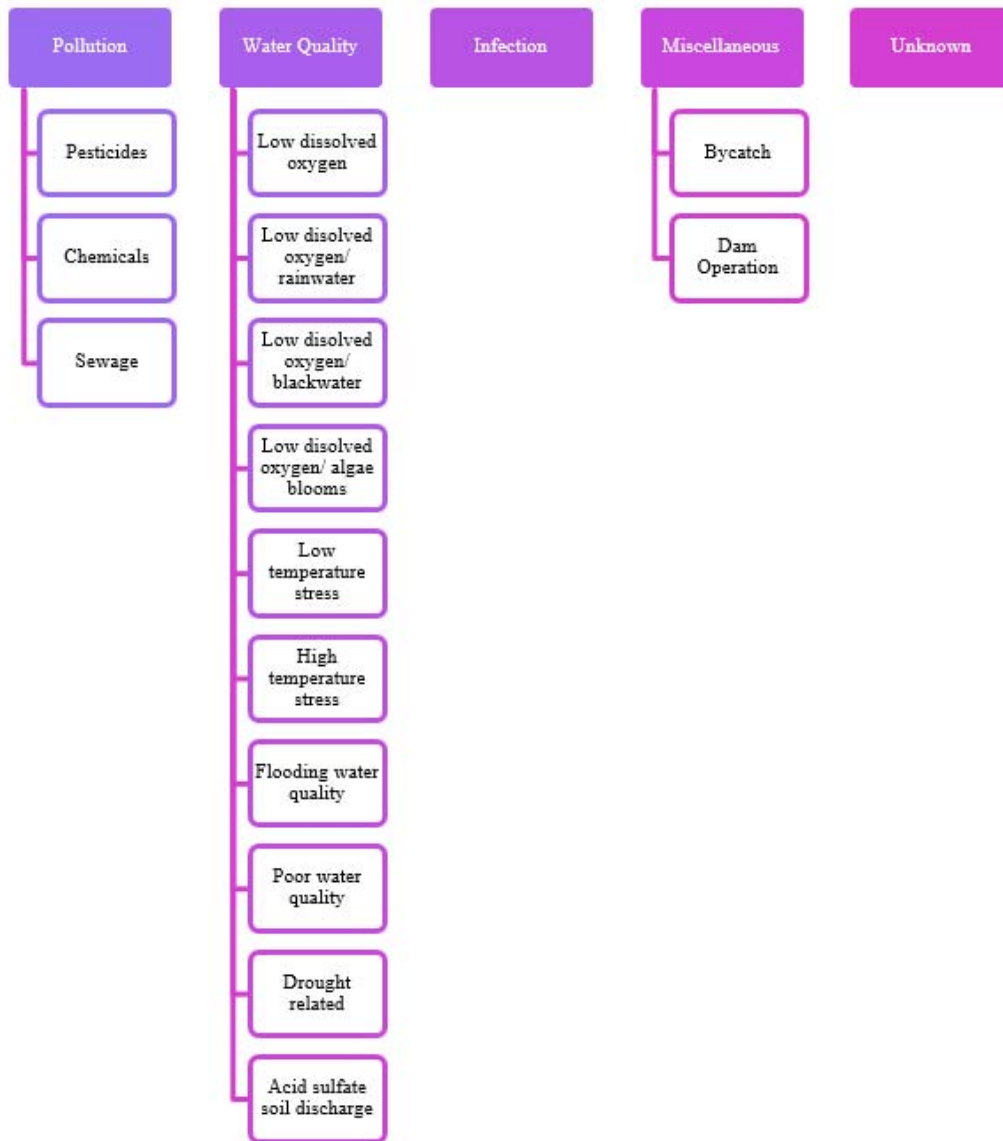 Pollution
Pesticides
Chemicals
Sewage
Water Quality
Low dissolved
oxygen
Low disolved
oxygen/
rainwater
Low disolved
oxygen/
blackwater
Low disolved
oxygen/ algae
blooms
Low
temperature
stress
High
temperature
stress
Flooding water
quality
Poor water
quality
Drought
related
Acid sulfate
soil discharge
Infection
Miscellaneous
Bycatch
Dam
Operation
Unknown